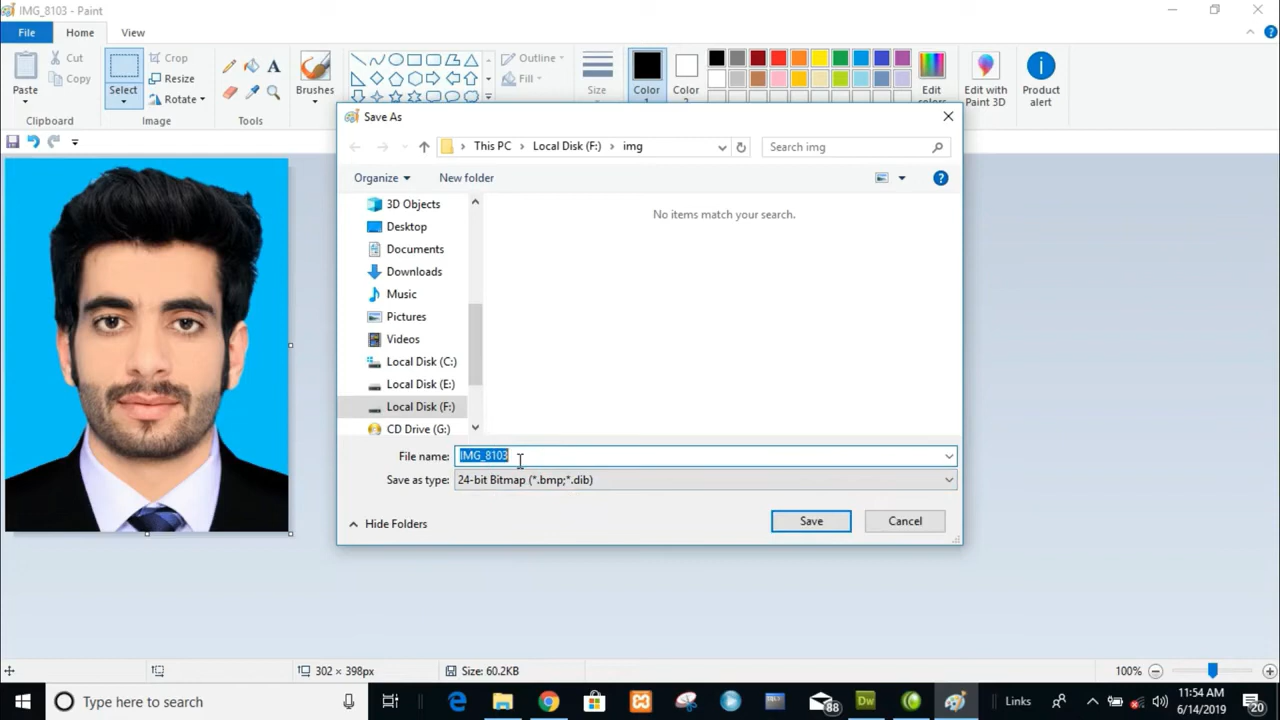 IMG_8103 - Paint
File
Home
View
Paste
Cut
Copy
Clipboard
Select
Crop
Resize
Rotate
Image
Tools
Brushes
Outline
Fill
Size
Color
1
Color
2
Edit
colors
Edit with
Paint 3D
Product
alert
Save As
This PC
Local Disk (F:)
img
Search img
Organize
New folder
3D Objects
Desktop
Documents
Downloads
Music
Pictures
Videos
Local Disk (C:)
Local Disk (E:)
Local Disk (F:)
CD Drive (G:)
No items match your search.
File name: IMG_8103
Save as type: 24-bit Bitmap (*.bmp;*.dib)
Hide Folders
Save
Cancel
302 × 398px
Size: 60.2KB
100%
Type here to search
88
Dw
Links
11:54 AM
6/14/2019
20